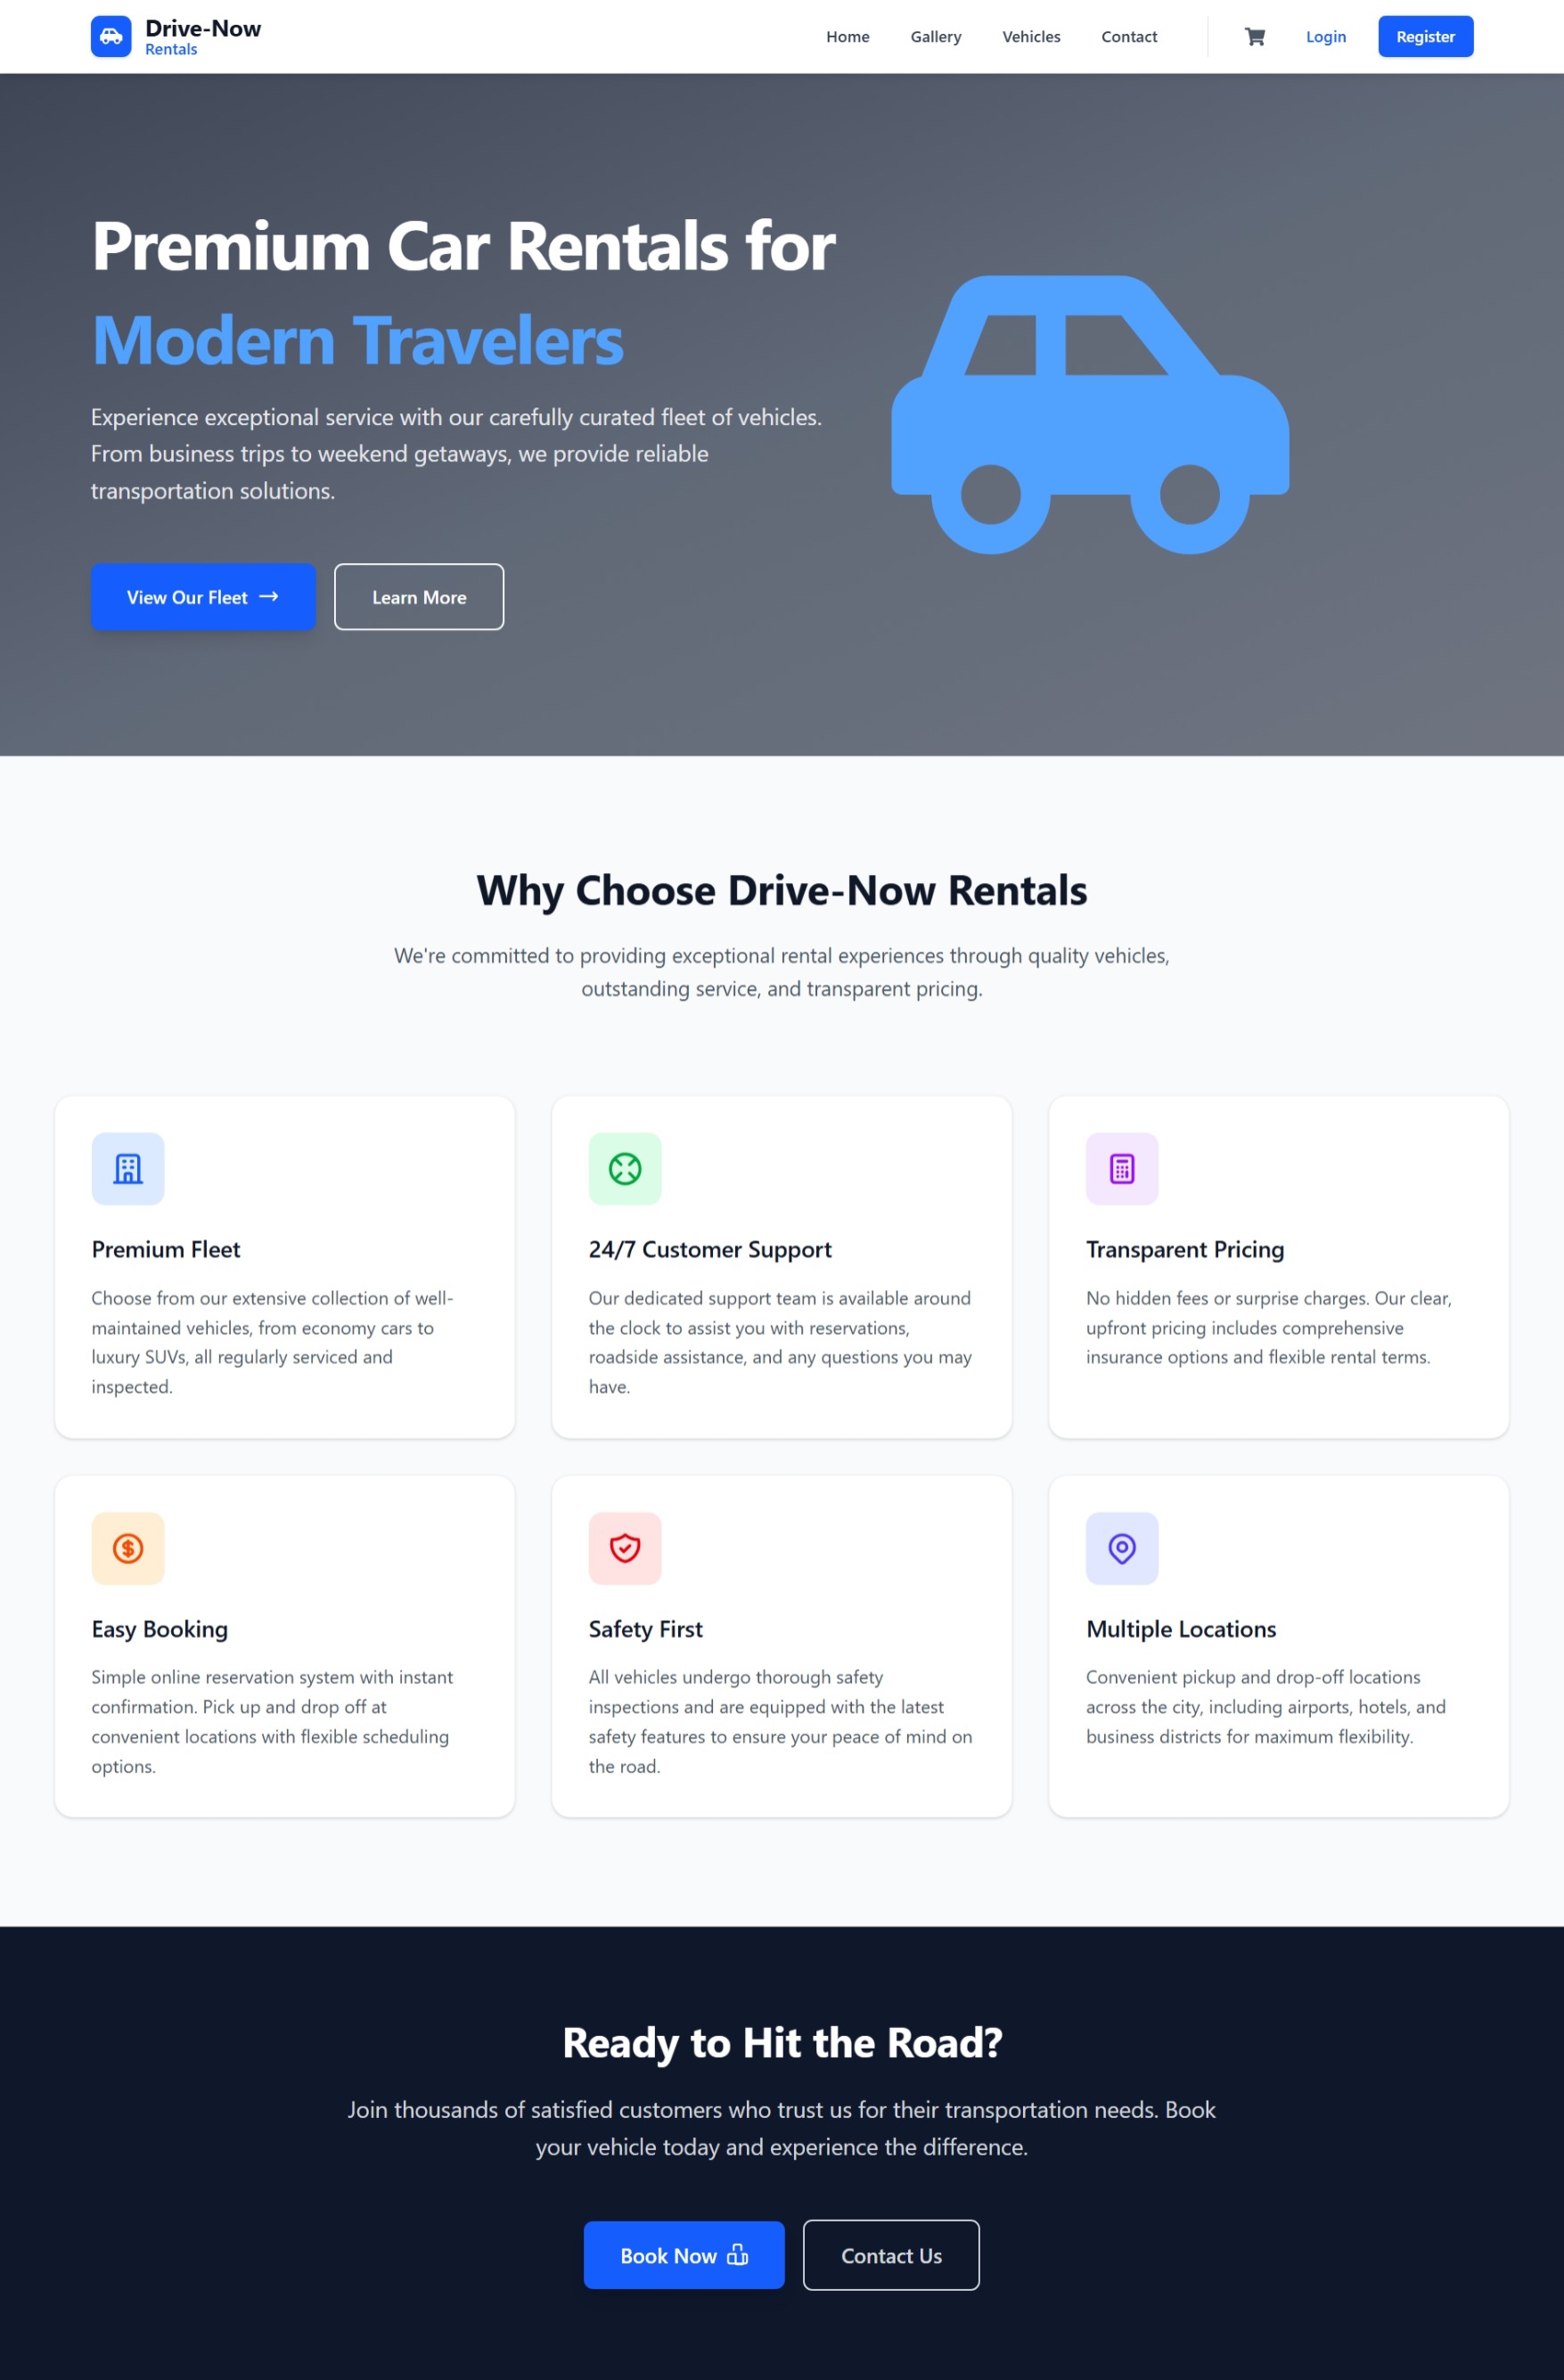 Drive-Now
Rentals
Home
Gallery
Vehicles
Contact
Login
Register
Premium Car Rentals for
Modern Travelers
Experience exceptional service with our carefully curated fleet of vehicles.
From business trips to weekend getaways, we provide reliable
transportation solutions.
View Our Fleet →
Learn More
Why Choose Drive-Now Rentals
We're committed to providing exceptional rental experiences through quality vehicles,
outstanding service, and transparent pricing.
Premium Fleet
Choose from our extensive collection of well-
maintained vehicles, from economy cars to
luxury SUVs, all regularly serviced and
inspected.
24/7 Customer Support
Our dedicated support team is available around
the clock to assist you with reservations,
roadside assistance, and any questions you may
have.
Transparent Pricing
No hidden fees or surprise charges. Our clear,
upfront pricing includes comprehensive
insurance options and flexible rental terms.
Easy Booking
Simple online reservation system with instant
confirmation. Pick up and drop off at
convenient locations with flexible scheduling
options.
Safety First
All vehicles undergo thorough safety
inspections and are equipped with the latest
safety features to ensure your peace of mind on
the road.
Multiple Locations
Convenient pickup and drop-off locations
across the city, including airports, hotels, and
business districts for maximum flexibility.
Ready to Hit the Road?
Join thousands of satisfied customers who trust us for their transportation needs. Book
your vehicle today and experience the difference.
Book Now
Contact Us